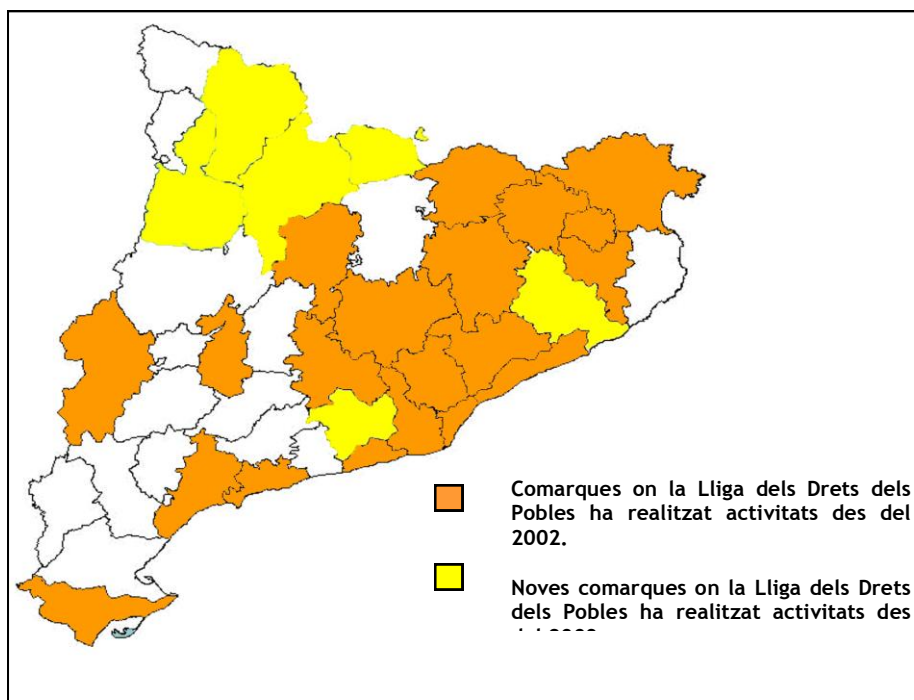 Comarques on la Lliga dels Drets dels
Pobles ha realitzat activitats des del
2002.
Noves comarques on la Lliga dels Drets
dels Pobles ha realitzat activitats des